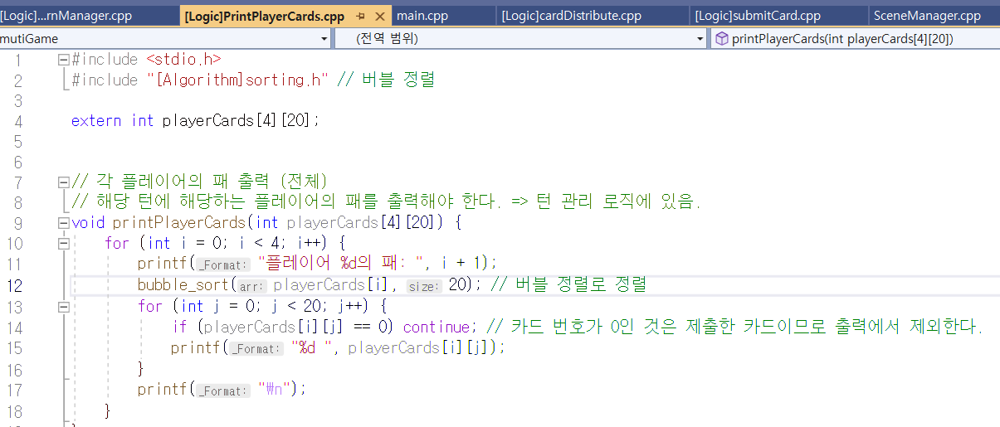 [Logic]...rnManager.cpp [Logic]PrintPlayerCards.cpp main.cpp [Logic]cardDistribute.cpp [Logic]submitCard.cpp SceneManager.cpp
mutiGame (전역 범위) printPlayerCards(int playerCards[4][20])
1 #include <stdio.h>
2 #include "[Algorithm]sorting.h" // 버블 정렬
3
4 extern int playerCards[4][20];
5
6
7 // 각 플레이어의 패 출력 (전체)
8 // 해당 턴에 해당하는 플레이어의 패를 출력해야 한다. => 턴 관리 로직에 있음.
9 void printPlayerCards(int playerCards[4][20]) {
10 for (int i = 0; i < 4; i++) {
11 printf(_Format: "플레이어 %d의 패: ", i + 1);
12 bubble_sort(arr: playerCards[i], size: 20); // 버블 정렬로 정렬
13 for (int j = 0; j < 20; j++) {
14 if (playerCards[i][j] == 0) continue; // 카드 번호가 0인 것은 제출한 카드이므로 출력에서 제외한다.
15 printf(_Format: "%d ", playerCards[i][j]);
16 }
17 printf(_Format: "₩n");
18 }